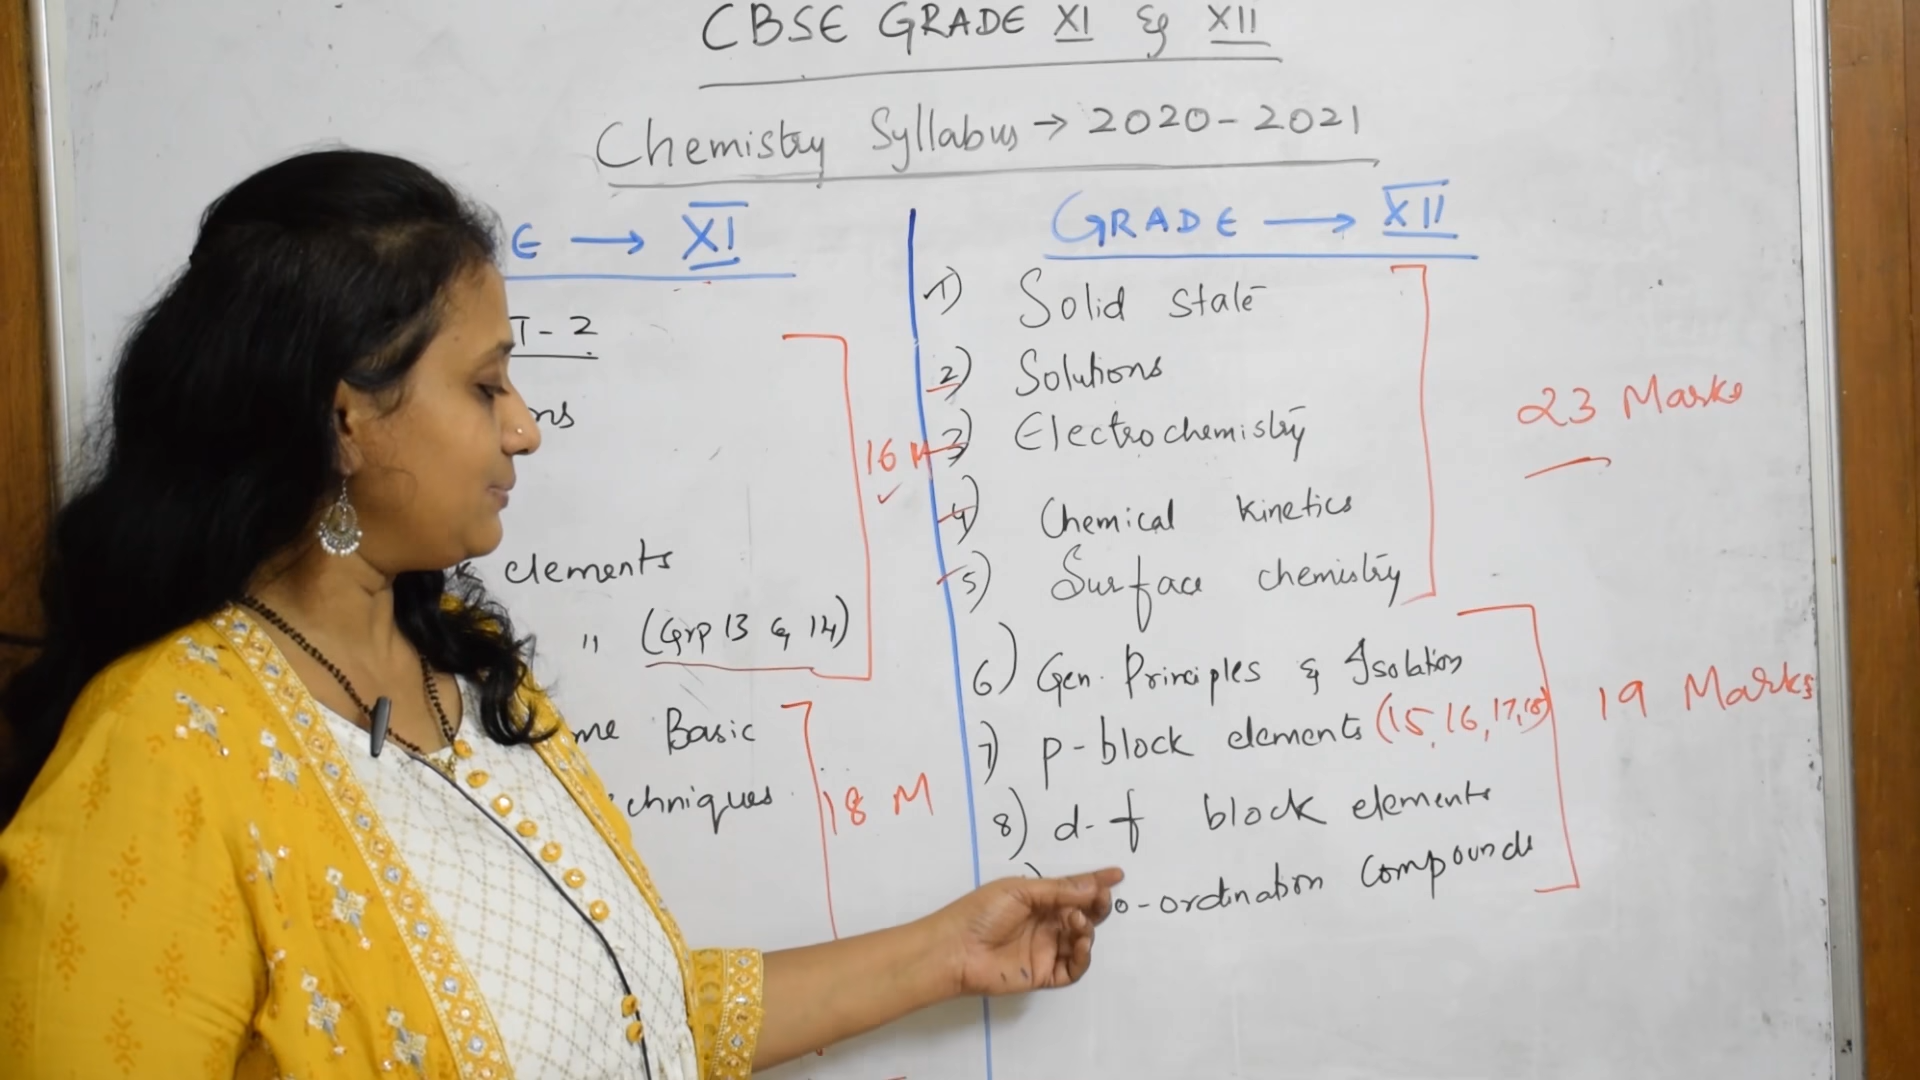 CBSE GRADE XI & XII
Chemistry Syllabus → 2020-2021
E → XI
T-2
ns
elements
" (Grp 13 & 14)
16 M
me Basic
chniques
18 M
GRADE → XII
1) Solid state
2) Solutions
3) Electrochemistry
4) Chemical kinetics
5) Surface chemistry
23 Marks
6) Gen. Principles & Isolation
7) p-block elements (15, 16, 17, 18)
8) d-f block elements
o-ordination Compounds
19 Marks